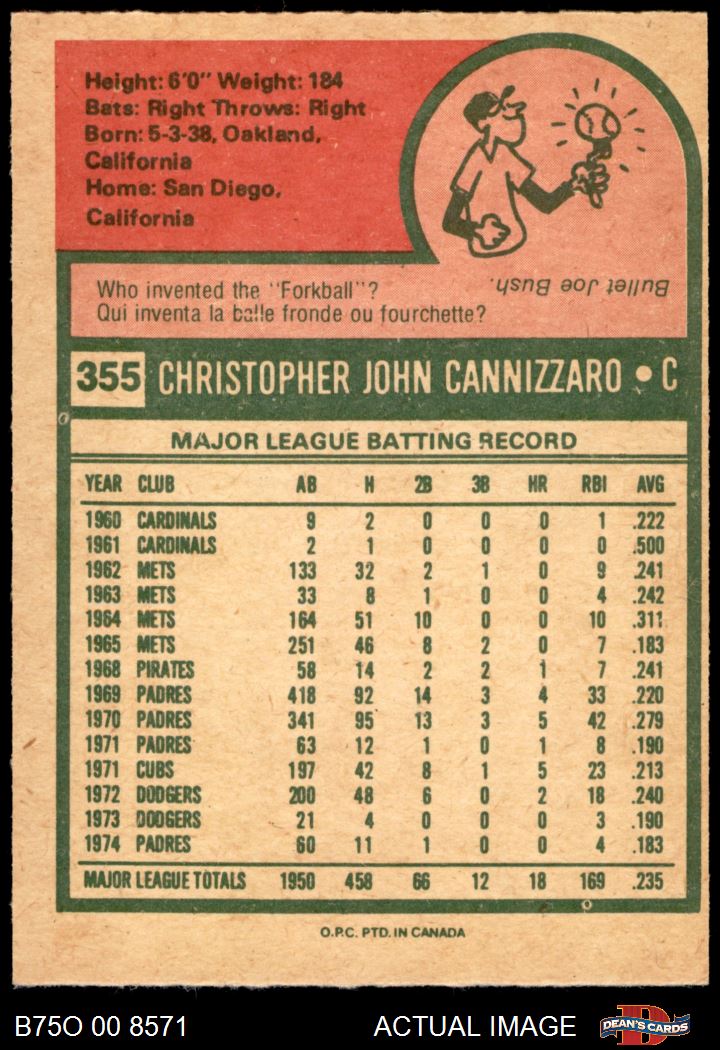 Height: 6'0" Weight: 184
Bats: Right Throws: Right
Born: 5-3-38, Oakland,
California
Home: San Diego,
California
Who invented the "Forkball"?
Qui inventa la balle fronde ou fourchette?
Bullet Joe Bush.
355 CHRISTOPHER JOHN CANNIZZARO • C
MAJOR LEAGUE BATTING RECORD
YEAR CLUB AB H 2B 3B HR RBI AVG
1960 CARDINALS 9 2 0 0 0 1 .222
1961 CARDINALS 2 1 0 0 0 0 .500
1962 METS 133 32 2 1 0 9 .241
1963 METS 33 8 1 0 0 4 .242
1964 METS 164 51 10 0 0 10 .311
1965 METS 251 46 8 2 0 7 .183
1968 PIRATES 58 14 2 2 1 7 .241
1969 PADRES 418 92 14 3 4 33 .220
1970 PADRES 341 95 13 3 5 42 .279
1971 PADRES 63 12 1 0 1 8 .190
1971 CUBS 197 42 8 1 5 23 .213
1972 DODGERS 200 48 6 0 2 18 .240
1973 DODGERS 21 4 0 0 0 3 .190
1974 PADRES 60 11 1 0 0 4 .183
MAJOR LEAGUE TOTALS 1950 458 66 12 18 169 .235
O.P.C. PTD. IN CANADA
B75O 00 8571 ACTUAL IMAGE DEAN'S CARDS